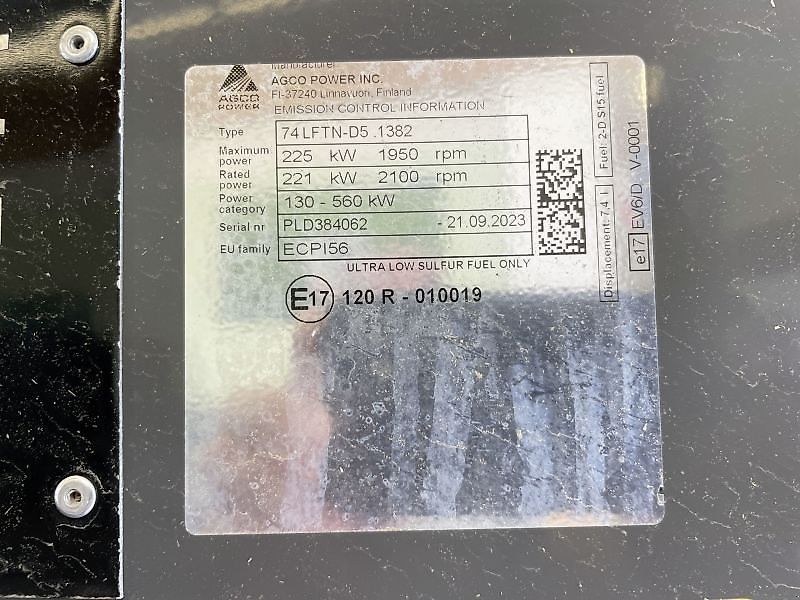 Manufacturer
AGCO POWER INC.
FI-37240 Linnavuori, Finland
AGCO
POWER
EMISSION CONTROL INFORMATION
Type 74 LFTN-D5 .1382
Maximum power 225 kW 1950 rpm
Rated power 221 kW 2100 rpm
Power category 130 - 560 kW
Serial nr PLD384062 - 21.09.2023
EU family ECPI56
ULTRA LOW SULFUR FUEL ONLY
E17 120 R - 010019
Displacement: 7,4 l
Fuel: 2-D S15 fuel
e17 EV6/D V-0001